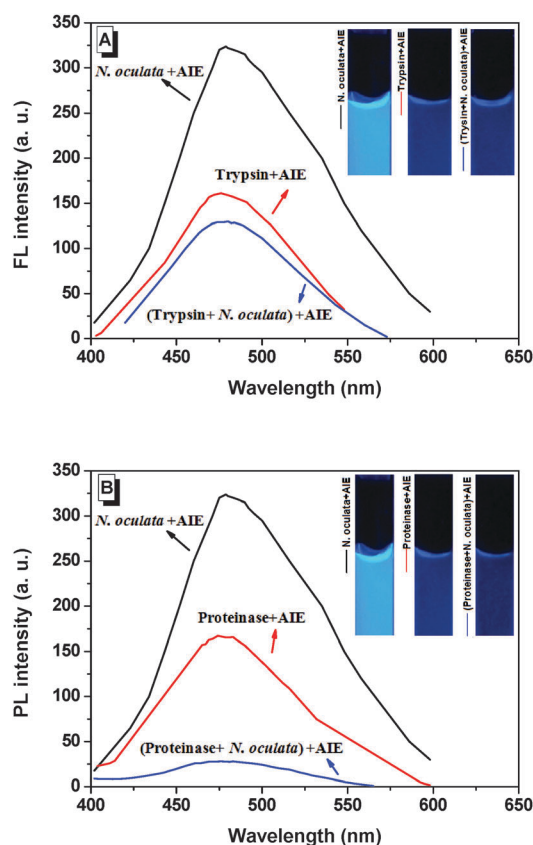 A
FL intensity (a. u.)
350
300
250
200
150
100
50
0
N. oculata +AIE
Trypsin+AIE
(Trypsin+ N. oculata) +AIE
N. oculata+AIE
Trypsin+AIE
(Trysin+N. oculata)+AIE
400 450 500 550 600 650
Wavelength (nm)
B
PL intensity (a. u.)
350
300
250
200
150
100
50
0
N. oculata +AIE
Proteinase+AIE
(Proteinase+ N. oculata) +AIE
N. oculata+AIE
Proteinase+AIE
(Proteinase+N. oculata)+AIE
400 450 500 550 600 650
Wavelength (nm)